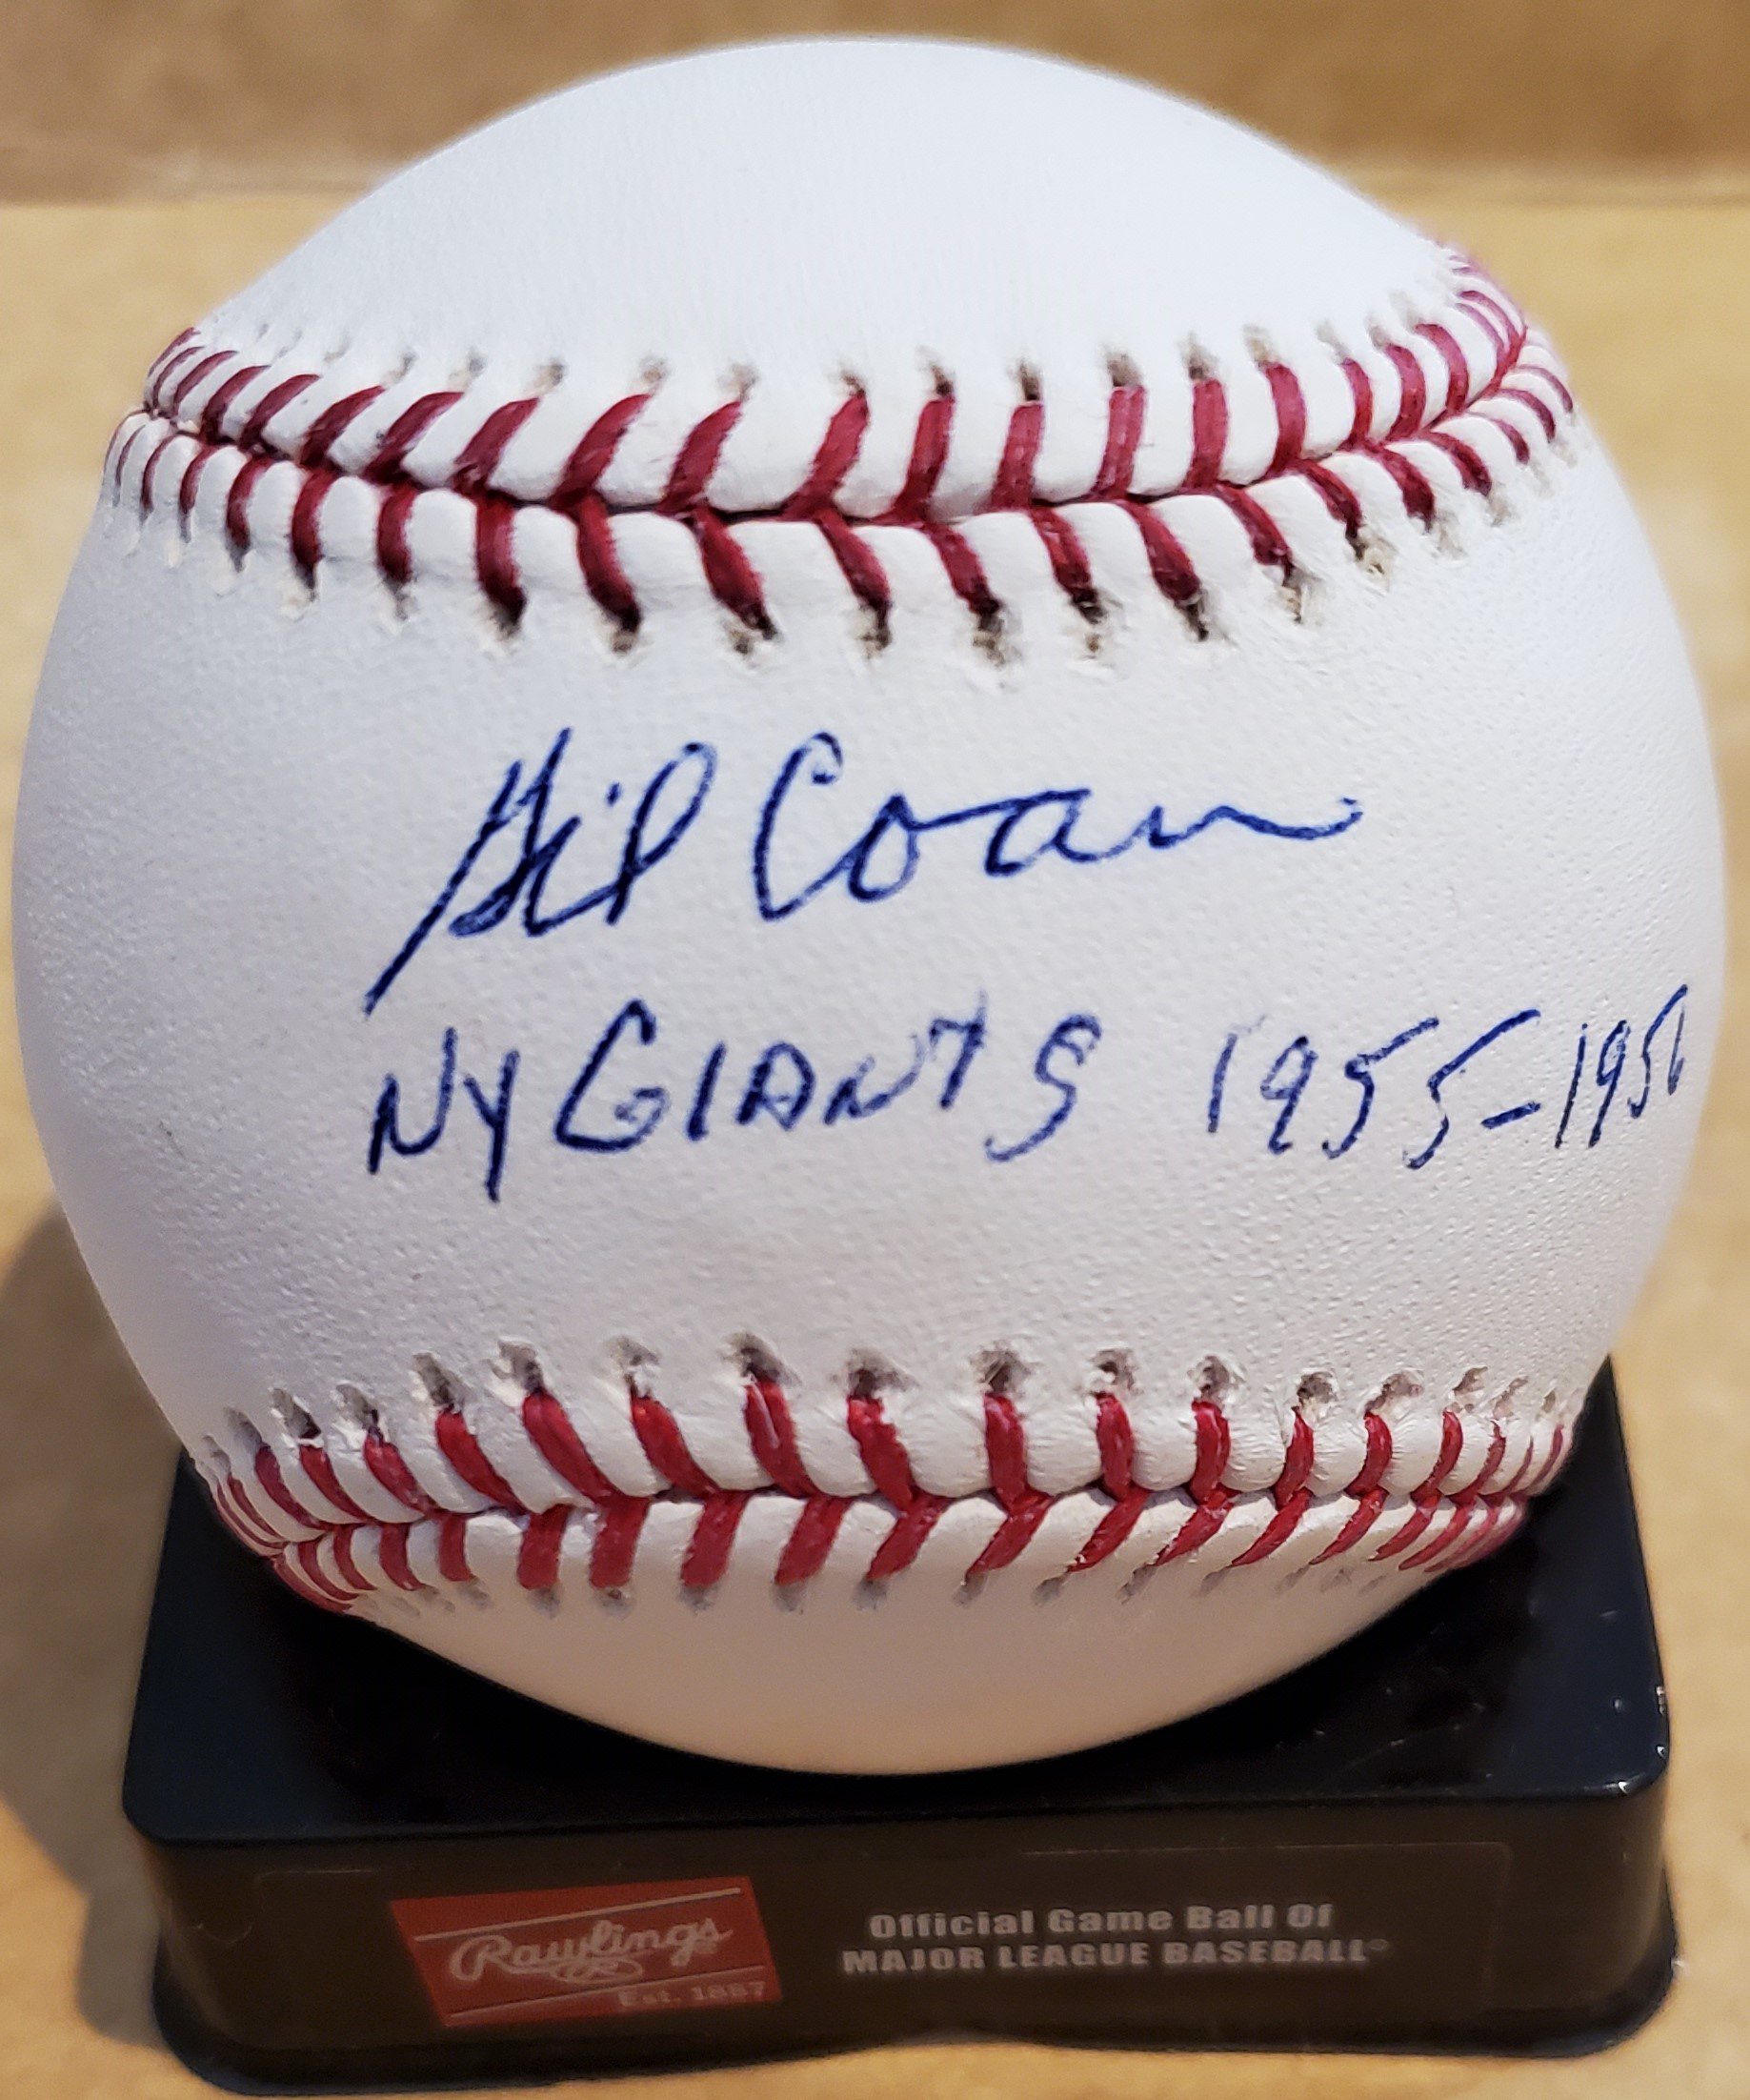 Gil Coan
NY GIANTS 1955-1956
Rawlings
Est. 1887
Official Game Ball Of
MAJOR LEAGUE BASEBALL®